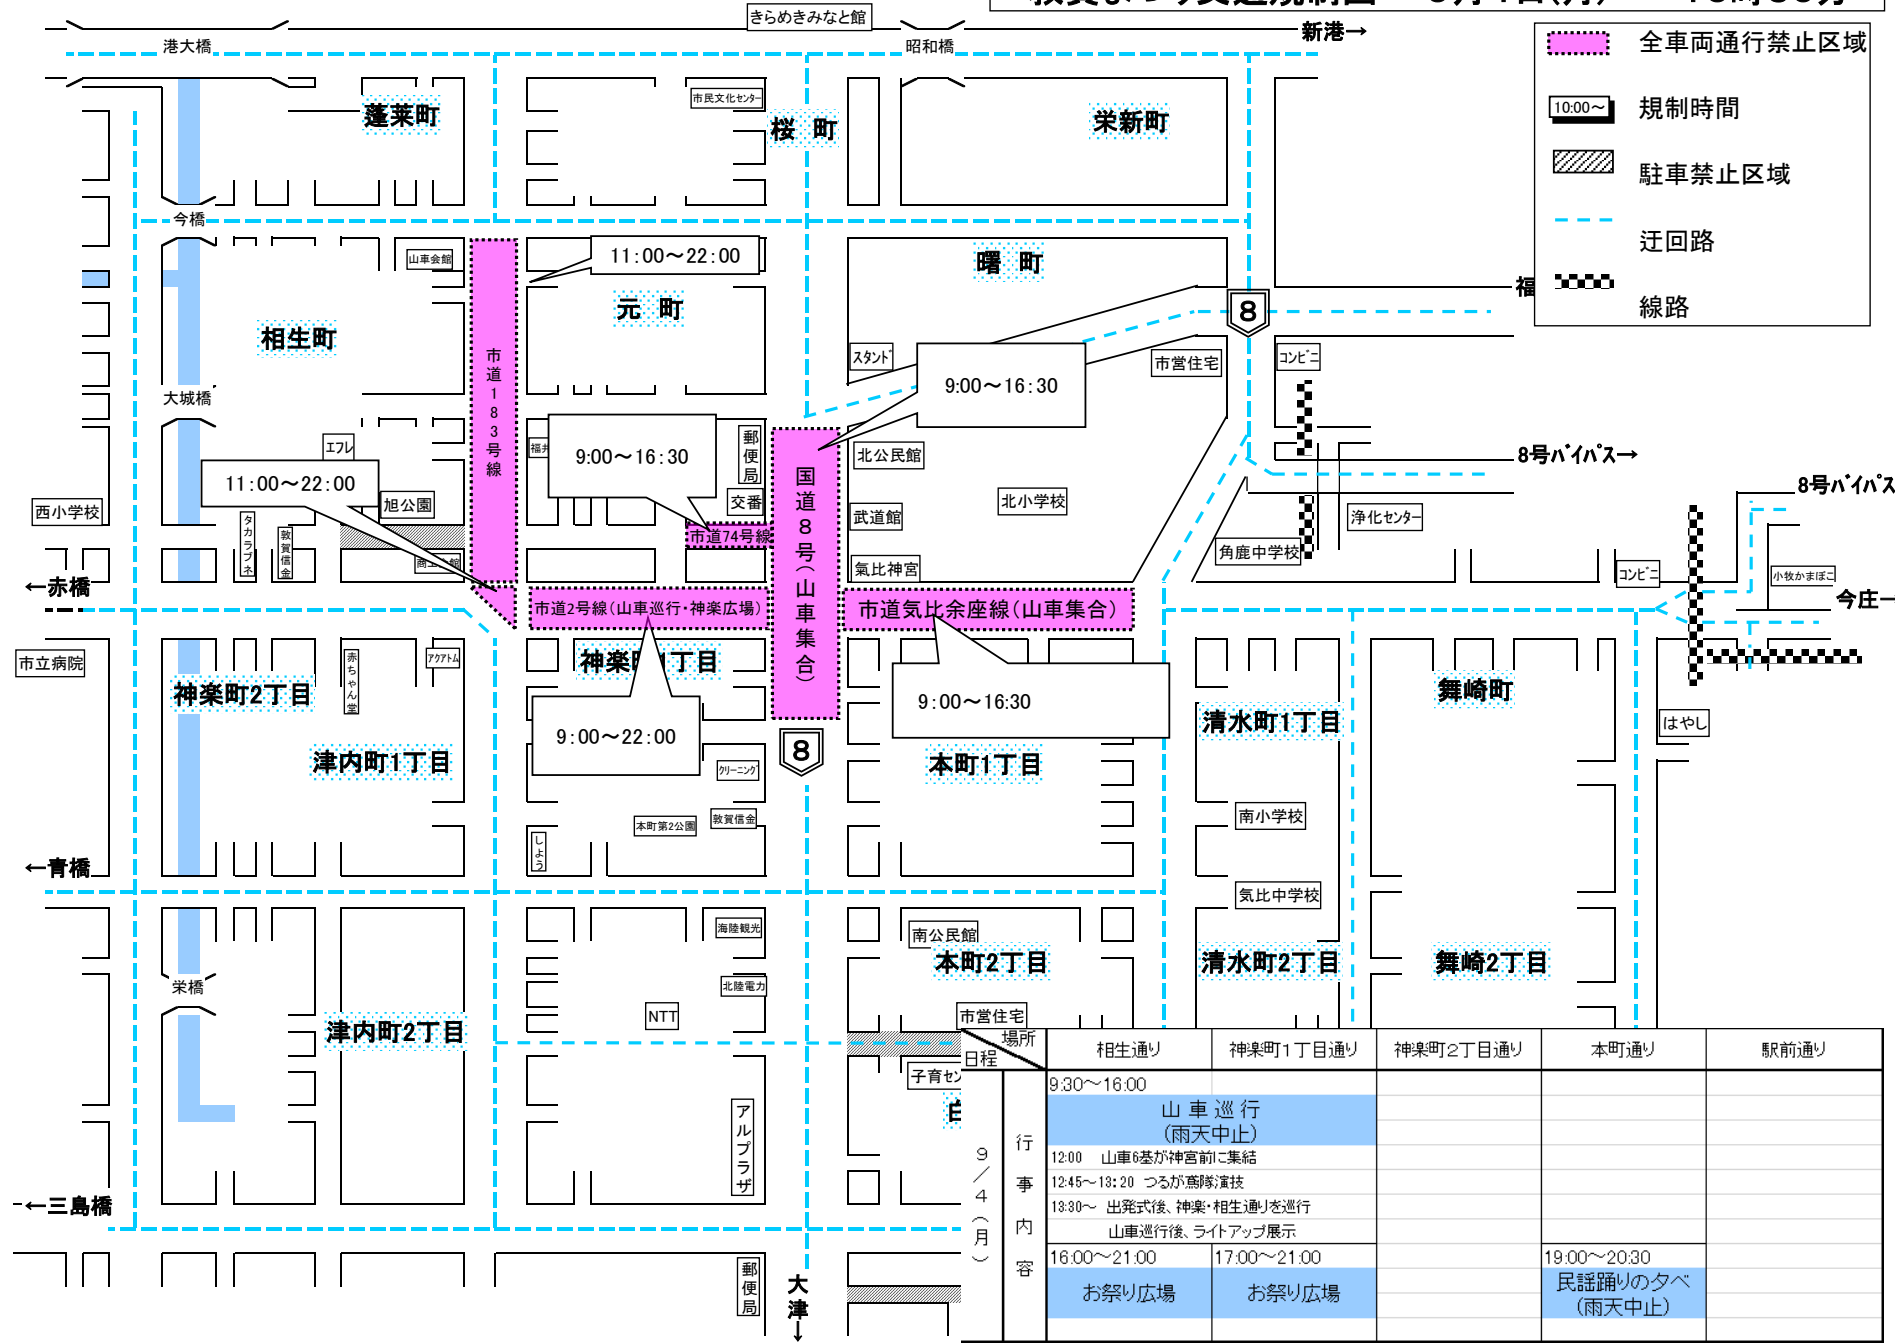 きらめきみなと館
新港→
港大橋
昭和橋
全車両通行禁止区域
10:00～
規制時間
駐車禁止区域
迂回路
線路
蓬莱町
市民文化センター
桜 町
栄新町
今橋
山車会館
11:00～22:00
曙 町
元 町
相生町
8
福
市道183号線
スタンド
9:00～16:30
市営住宅
コンビニ
大城橋
エフレ
福井
9:00～16:30
郵便局
国道8号(山車集合)
北公民館
8号バイパス→
8号バイパス
11:00～22:00
旭公園
交番
北小学校
西小学校
タカラブネ
敦賀信金
市道74号線
武道館
浄化センター
角鹿中学校
氣比神宮
コンビニ
小牧かまぼこ
←赤橋
市道2号線(山車巡行・神楽広場)
市道気比余座線(山車集合)
今庄
市立病院
赤ちゃん堂
アクアトム
神楽町2丁目
9:00～22:00
9:00～16:30
清水町1丁目
舞崎町
はやし
津内町1丁目
8
クリーニング
本町1丁目
しょう
本町第2公園
敦賀信金
南小学校
←青橋
気比中学校
海陸観光
南公民館
本町2丁目
清水町2丁目
舞崎2丁目
栄橋
北陸電力
NTT
市営住宅
津内町2丁目
子育セン
アルプラザ
←三島橋
郵便局
大津↓
場所
日程
相生通り
神楽町1丁目通り
神楽町2丁目通り
本町通り
駅前通り
9/4(月)
行事内容
9:30～16:00
山車巡行
(雨天中止)
12:00 山車6基が神宮前に集結
12:45～13:20 つるが鳶隊演技
13:30～ 出発式後、神楽・相生通りを巡行
山車巡行後、ライトアップ展示
16:00～21:00
17:00～21:00
19:00～20:30
お祭り広場
お祭り広場
民謡踊りの夕べ
(雨天中止)